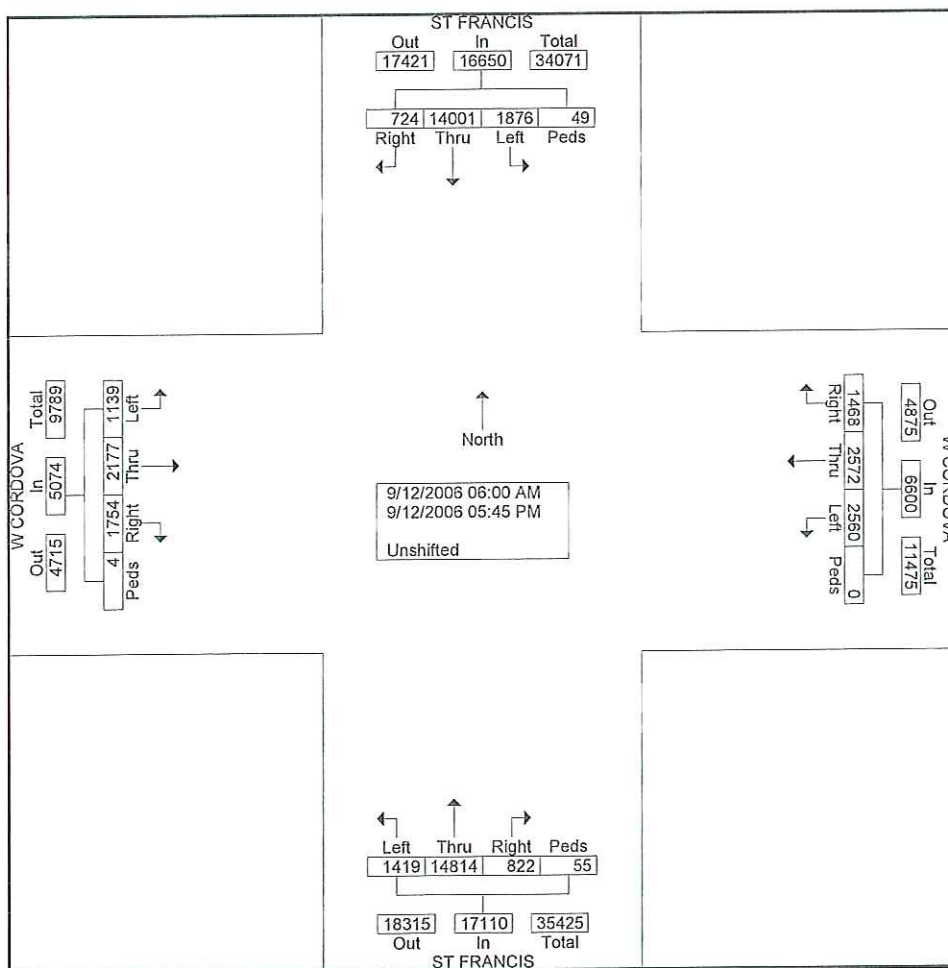 ST FRANCIS
Out In Total
17421 16650 34071
724 14001 1876 49
Right Thru Left Peds
W CORDOVA
Total In Out
9789 5074 4715
1139 2177 1754 4
Left Thru Right Peds
North
9/12/2006 06:00 AM
9/12/2006 05:45 PM
Unshifted
W CORDOVA
Out In Total
4875 6600 11475
1468 2572 2560 0
Right Thru Left Peds
Left Thru Right Peds
1419 14814 822 55
18315 17110 35425
Out In Total
ST FRANCIS